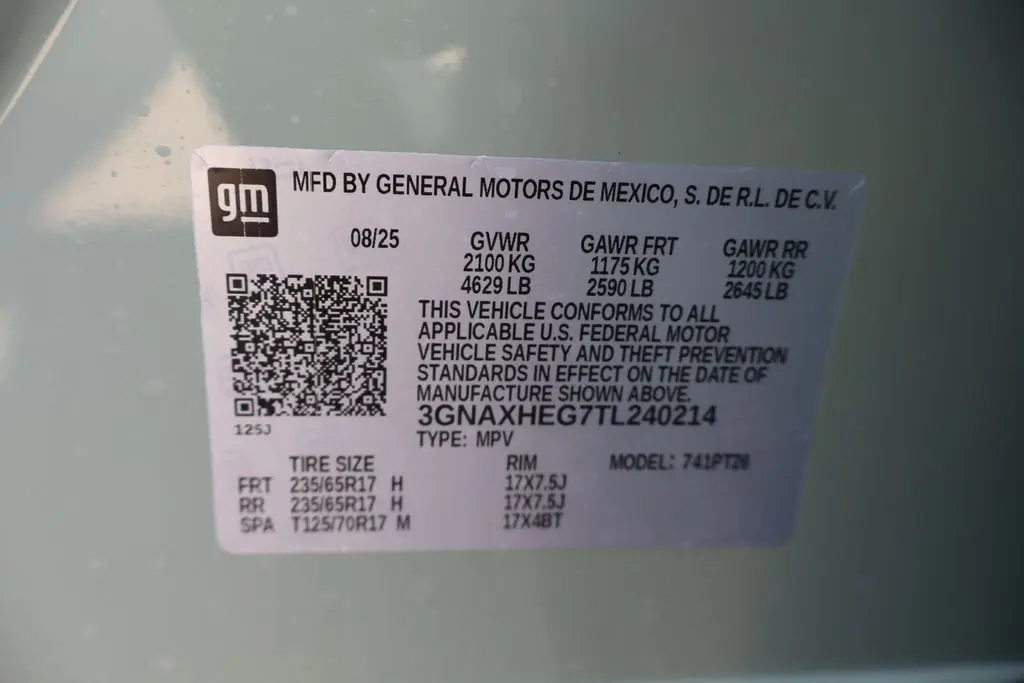 gm MFD BY GENERAL MOTORS DE MEXICO, S. DE R.L. DE C.V.
08/25 GVWR GAWR FRT GAWR RR
2100 KG 1175 KG 1200 KG
4629 LB 2590 LB 2645 LB
THIS VEHICLE CONFORMS TO ALL
APPLICABLE U.S. FEDERAL MOTOR
VEHICLE SAFETY AND THEFT PREVENTION
STANDARDS IN EFFECT ON THE DATE OF
MANUFACTURE SHOWN ABOVE.
3GNAXHEG7TL240214
125J
TYPE: MPV
TIRE SIZE RIM MODEL: 741PT26
FRT 235/65R17 H 17X7.5J
RR 235/65R17 H 17X7.5J
SPA T125/70R17 M 17X4BT